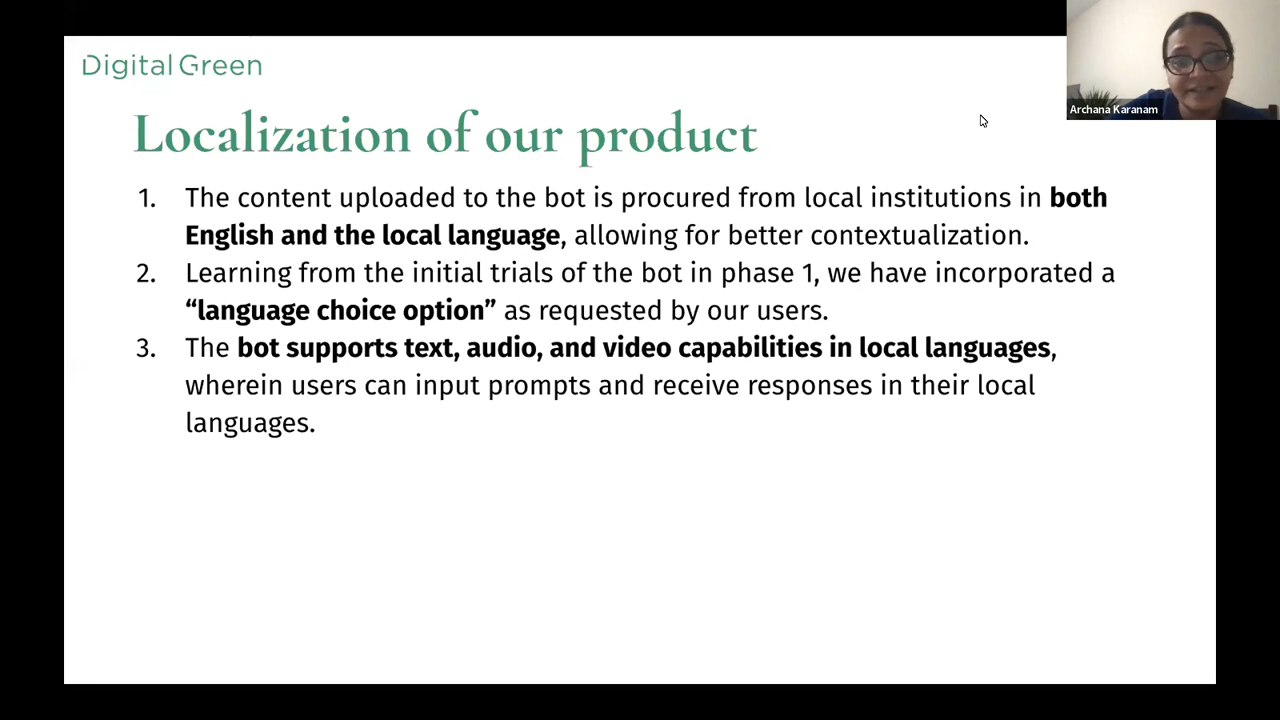 Digital Green
Archana Karanam
Localization of our product
1. The content uploaded to the bot is procured from local institutions in both
English and the local language, allowing for better contextualization.
2. Learning from the initial trials of the bot in phase 1, we have incorporated a
“language choice option” as requested by our users.
3. The bot supports text, audio, and video capabilities in local languages,
wherein users can input prompts and receive responses in their local
languages.